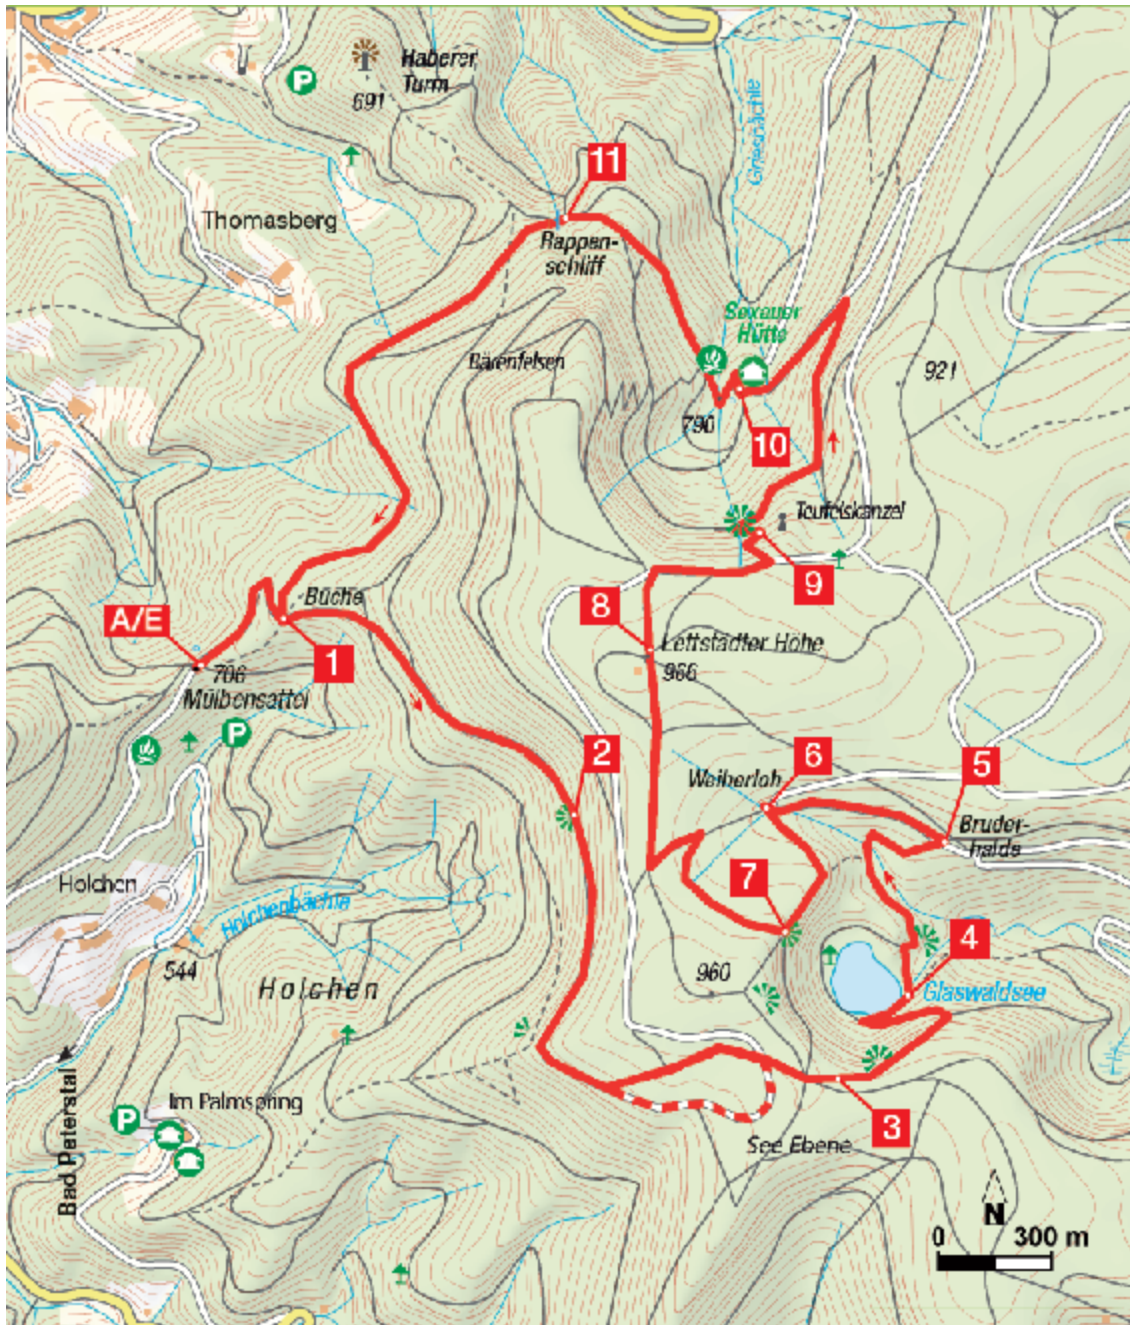 Haberer
Turm
691
11
Griesbächle
Thomasberg
Rappen-
schliff
Sexauer
Hütte
Bärenfelsen
921
790
10
Teufelskanzel
9
Büche
8
A/E
1
Lettstädter Höhe
966
706
Mülbensattel
2
6
5
Weiberloh
Bruder-
halde
7
Holchen
Holchenbächle
4
544
960
Holchen
Glaswaldsee
Im Palmspring
3
See Ebene
Bad Peterstal
N
0 300 m
P
P
P